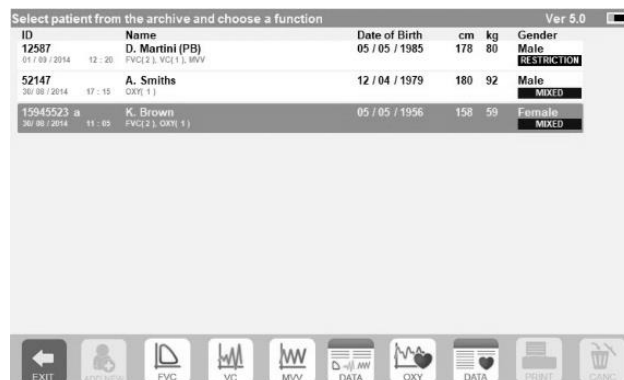 Select patient from the archive and choose a function Ver 5.0
ID Name Date of Birth cm kg Gender
12587 D. Martini (PB) 05 / 05 / 1985 178 80 Male
01 / 09 / 2014 12 : 20 FVC( 2 ), VC( 1 ), MVV RESTRICTION
52147 A. Smiths 12 / 04 / 1979 180 92 Male
30/ 08 / 2014 17 : 15 OXY( 1 ) MIXED
15945523 a K. Brown 05 / 05 / 1956 158 59 Female
30/ 08 / 2014 11 : 05 FVC( 2 ), OXY( 1 ) MIXED
EXIT FVC VC MVV DATA OXY DATA PRINT CANC